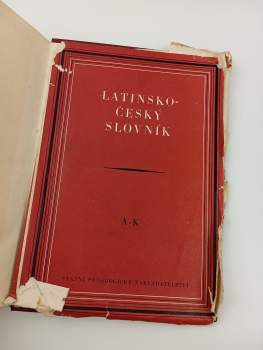 LATINSKO-
ČESKÝ
SLOVNÍK
A-K
STÁTNÍ PEDAGOGICKÉ NAKLADATELSTVÍ